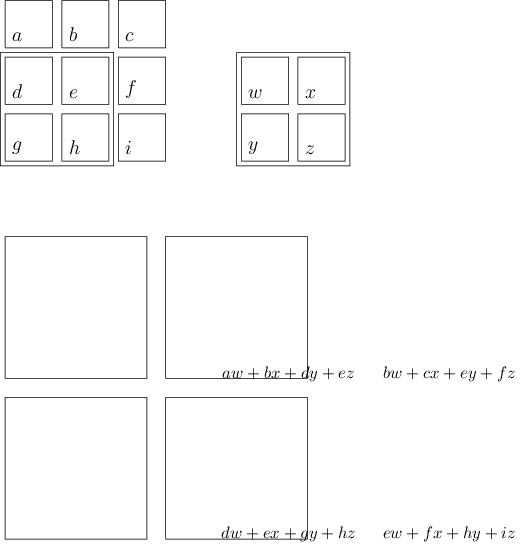 a b c
d e f w x
g h i y z
aw + bx + dy + ez bw + cx + ey + fz
dw + ex + gy + hz ew + fx + hy + iz